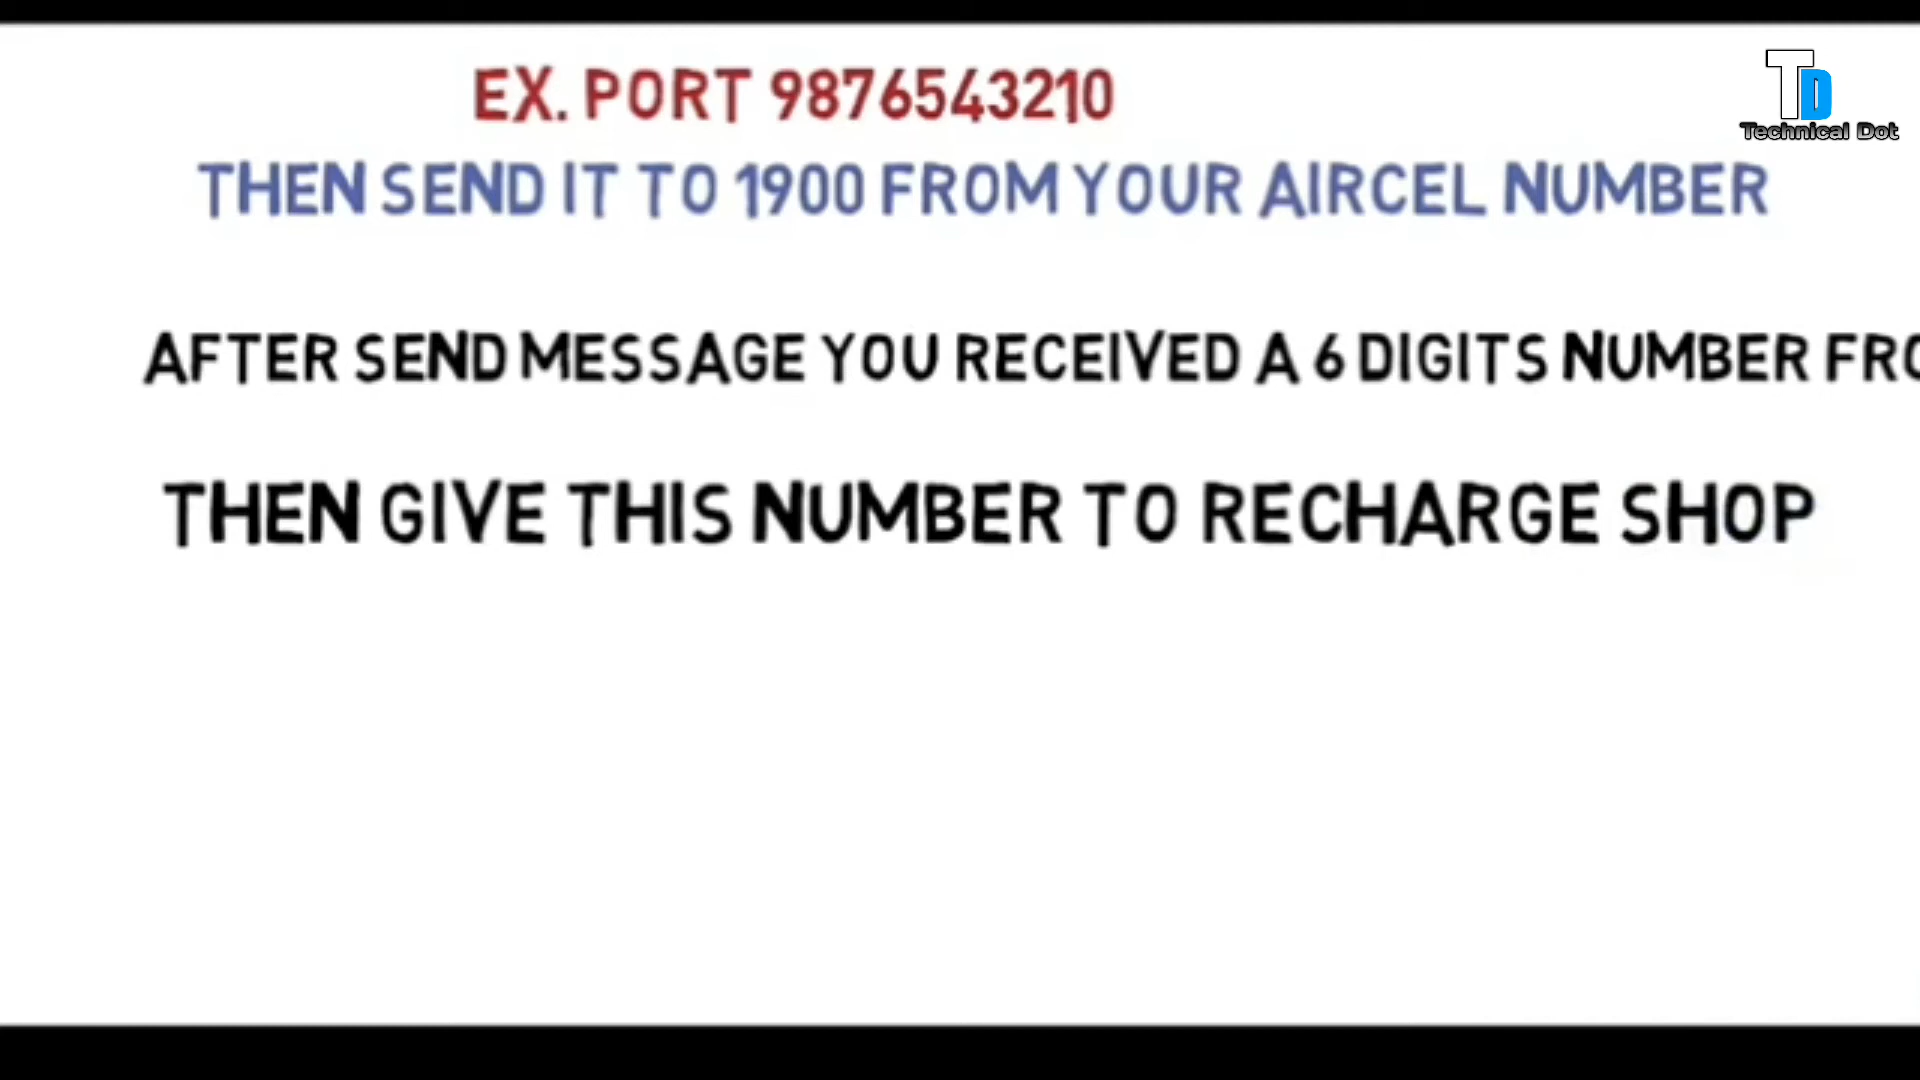 EX. PORT 9876543210
TD
Technical Dot
THEN SEND IT TO 1900 FROM YOUR AIRCEL NUMBER
AFTER SEND MESSAGE YOU RECEIVED A 6 DIGITS NUMBER
THEN GIVE THIS NUMBER TO RECHARGE SHOP